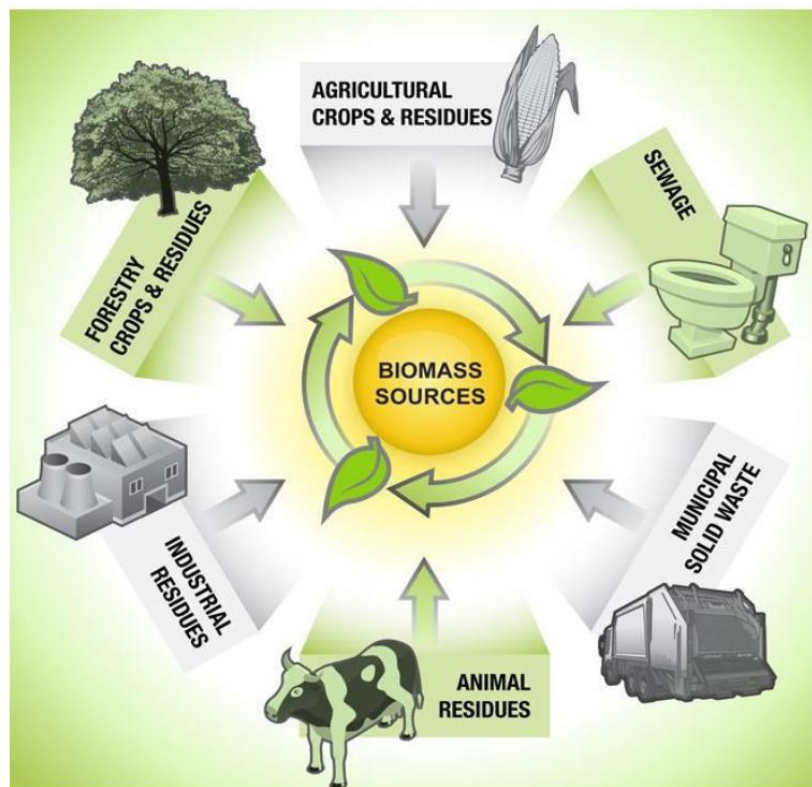 AGRICULTURAL
CROPS & RESIDUES
SEWAGE
FORESTRY
CROPS & RESIDUES
BIOMASS
SOURCES
MUNICIPAL
SOLID WASTE
INDUSTRIAL
RESIDUES
ANIMAL
RESIDUES